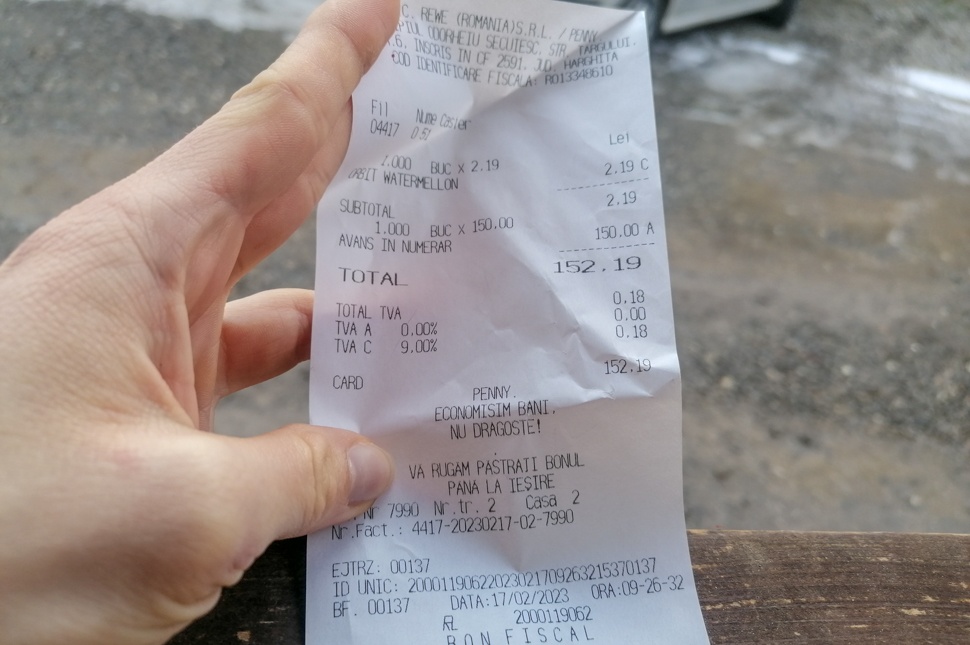 C. REWE (ROMANIA)S.R.L. / PENNY
ODORHEIU SECUIESC. STR. TARGULUI.
6. INSCRIS IN CF 2591. JD. HARGHITA
COD IDENTIFICARE FISCALA: RO13348610
Fil Nume Casier
04417 051
Lei
1.000 BUC x 2.19 2.19 C
ORBIT WATERMELLON
SUBTOTAL 2.19
1.000 BUC x 150.00 150.00 A
AVANS IN NUMERAR
TOTAL 152.19
TOTAL TVA 0.18
TVA A 0.00% 0.00
TVA C 9.00% 0.18
CARD 152.19
PENNY.
ECONOMISIM BANI.
NU DRAGOSTE!
.
VA RUGAM PASTRATI BONUL
PANA LA IESIRE
Nr 7990 Nr.tr. 2 Casa 2
Nr.Fact.: 4417-20230217-02-7990
EJTRZ: 00137
ID UNIC: 2000119062202302170926321537​0137
BF. 00137 DATA:17/02/2023 ORA:09-26-32
RL 2000119062
BON FISCAL